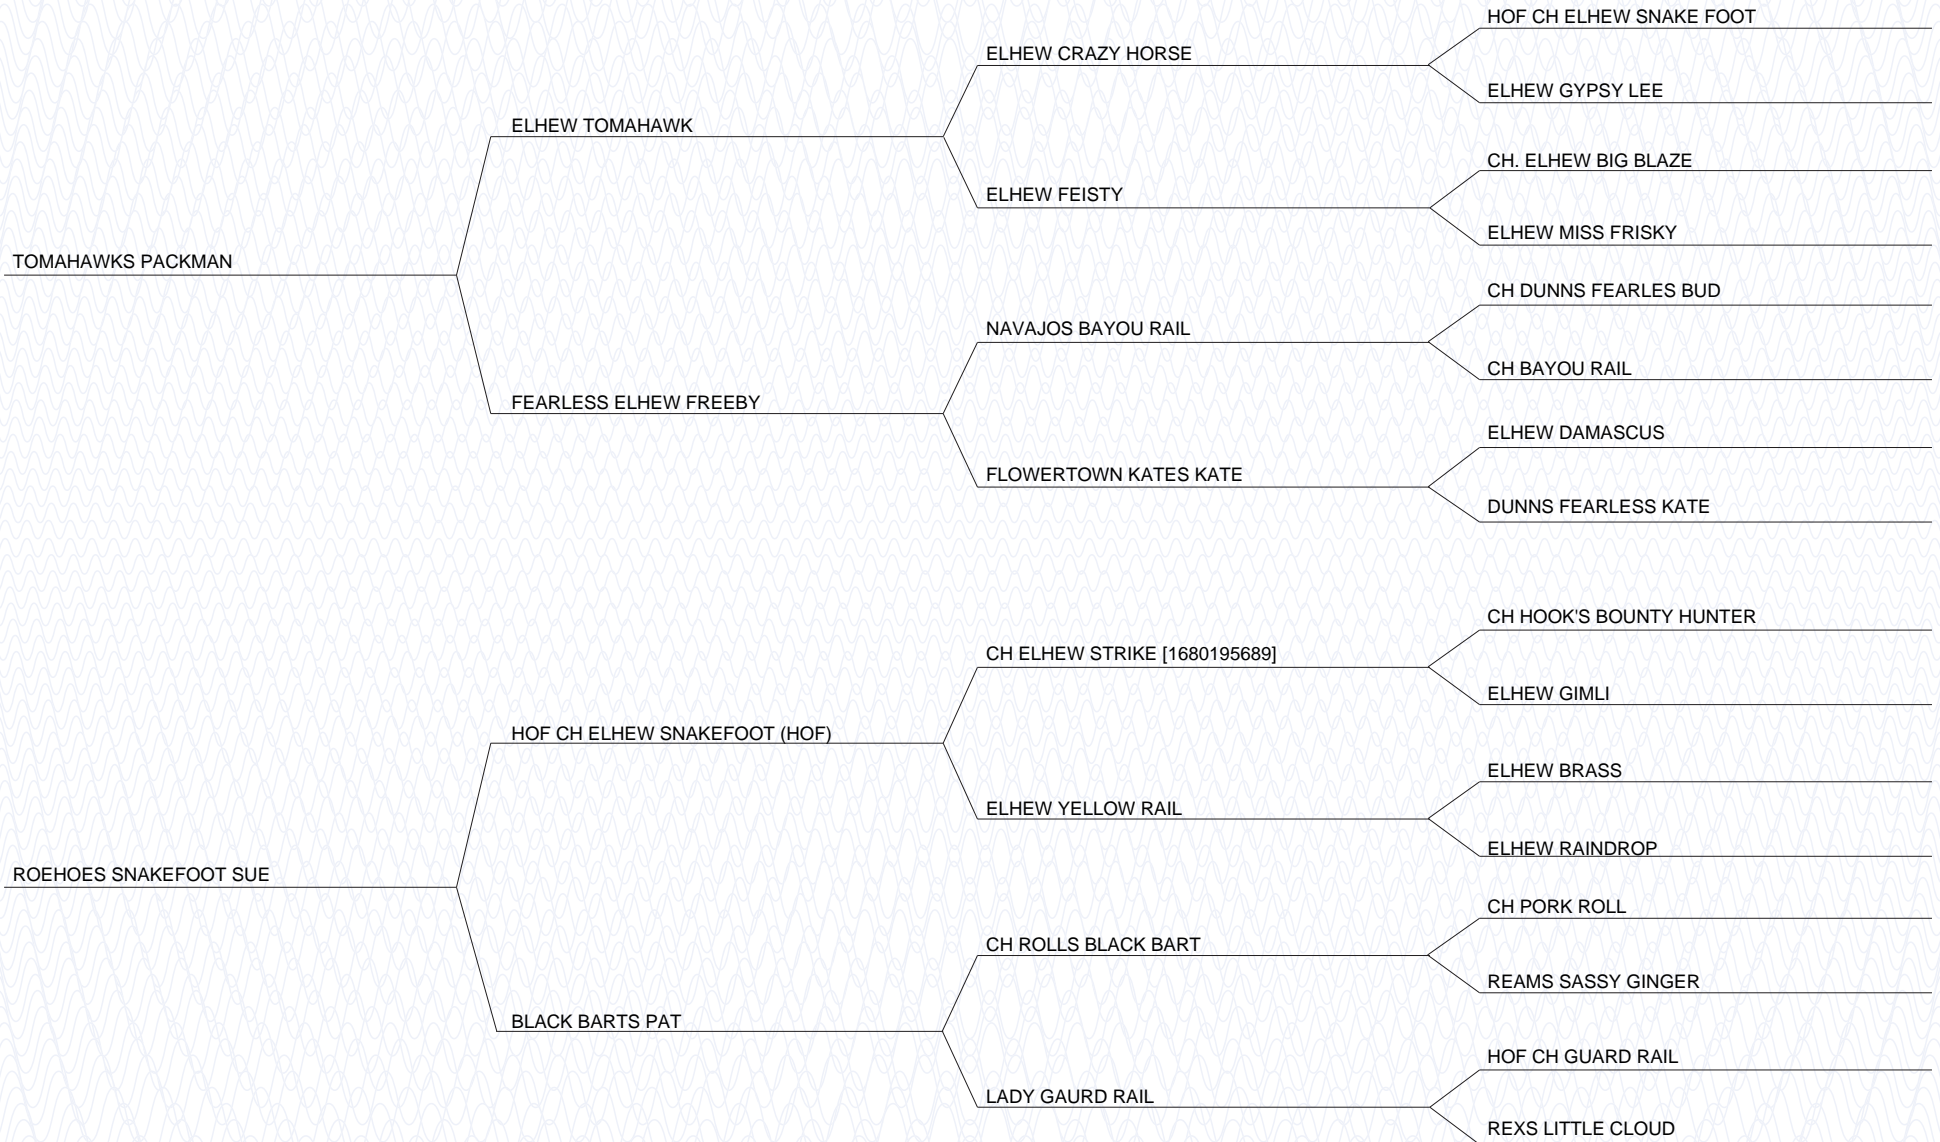 HOF CH ELHEW SNAKE FOOT
ELHEW CRAZY HORSE
ELHEW GYPSY LEE
ELHEW TOMAHAWK
CH. ELHEW BIG BLAZE
ELHEW FEISTY
ELHEW MISS FRISKY
TOMAHAWKS PACKMAN
CH DUNNS FEARLES BUD
NAVAJOS BAYOU RAIL
CH BAYOU RAIL
FEARLESS ELHEW FREEBY
ELHEW DAMASCUS
FLOWERTOWN KATES KATE
DUNNS FEARLESS KATE
CH HOOK'S BOUNTY HUNTER
CH ELHEW STRIKE [1680195689]
ELHEW GIMLI
HOF CH ELHEW SNAKEFOOT (HOF)
ELHEW BRASS
ELHEW YELLOW RAIL
ELHEW RAINDROP
ROEHOES SNAKEFOOT SUE
CH PORK ROLL
CH ROLLS BLACK BART
REAMS SASSY GINGER
BLACK BARTS PAT
HOF CH GUARD RAIL
LADY GAURD RAIL
REXS LITTLE CLOUD